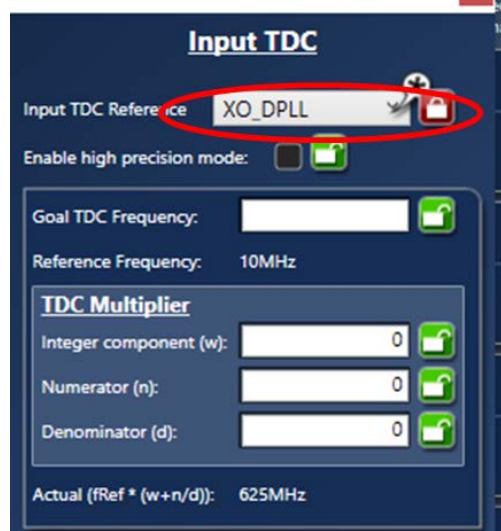 Input TDC
Input TDC Reference XO_DPLL
Enable high precision mode:
Goal TDC Frequency:
Reference Frequency: 10MHz
TDC Multiplier
Integer component (w): 0
Numerator (n): 0
Denominator (d): 0
Actual (fRef * (w+n/d)): 625MHz